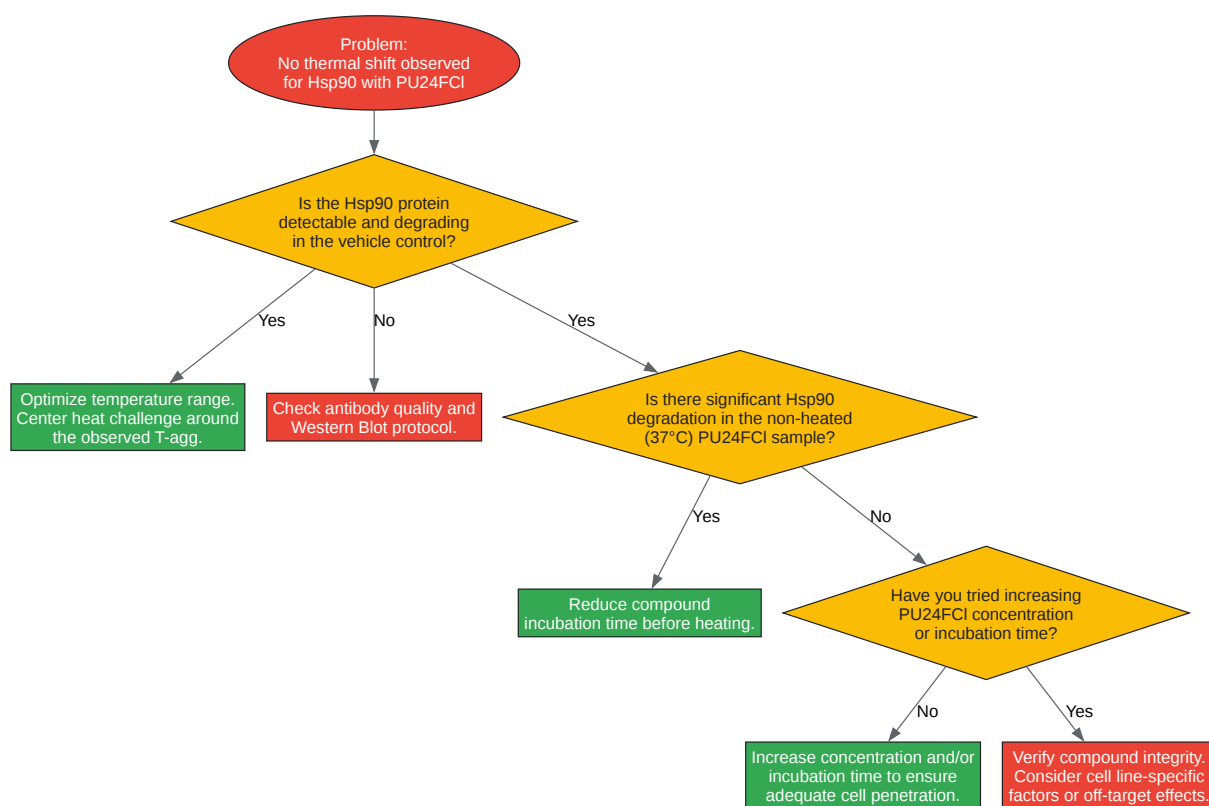 Problem:
No thermal shift observed
for Hsp90 with PU24FCl
Is the Hsp90 protein
detectable and degrading
in the vehicle control?
Yes
No
Yes
Optimize temperature range.
Center heat challenge around
the observed T-agg.
Check antibody quality and
Western Blot protocol.
Is there significant Hsp90
degradation in the non-heated
(37°C) PU24FCl sample?
Yes
No
Reduce compound
incubation time before heating.
Have you tried increasing
PU24FCl concentration
or incubation time?
No
Yes
Increase concentration and/or
incubation time to ensure
adequate cell penetration.
Verify compound integrity.
Consider cell line-specific
factors or off-target effects.